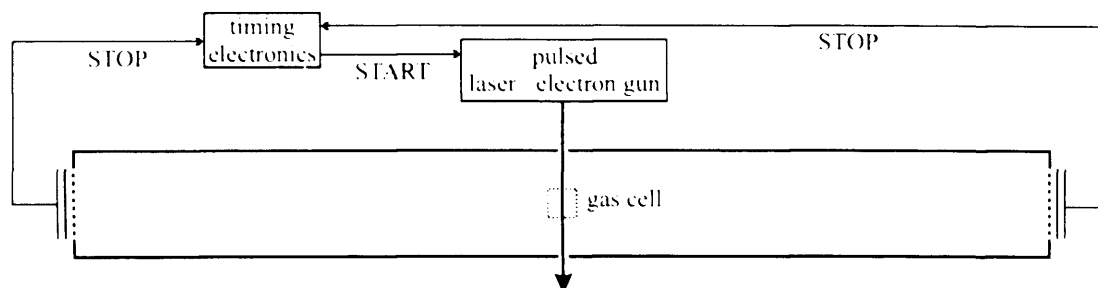 timing
electronics
STOP
START
pulsed
laser electron gun
STOP
gas cell